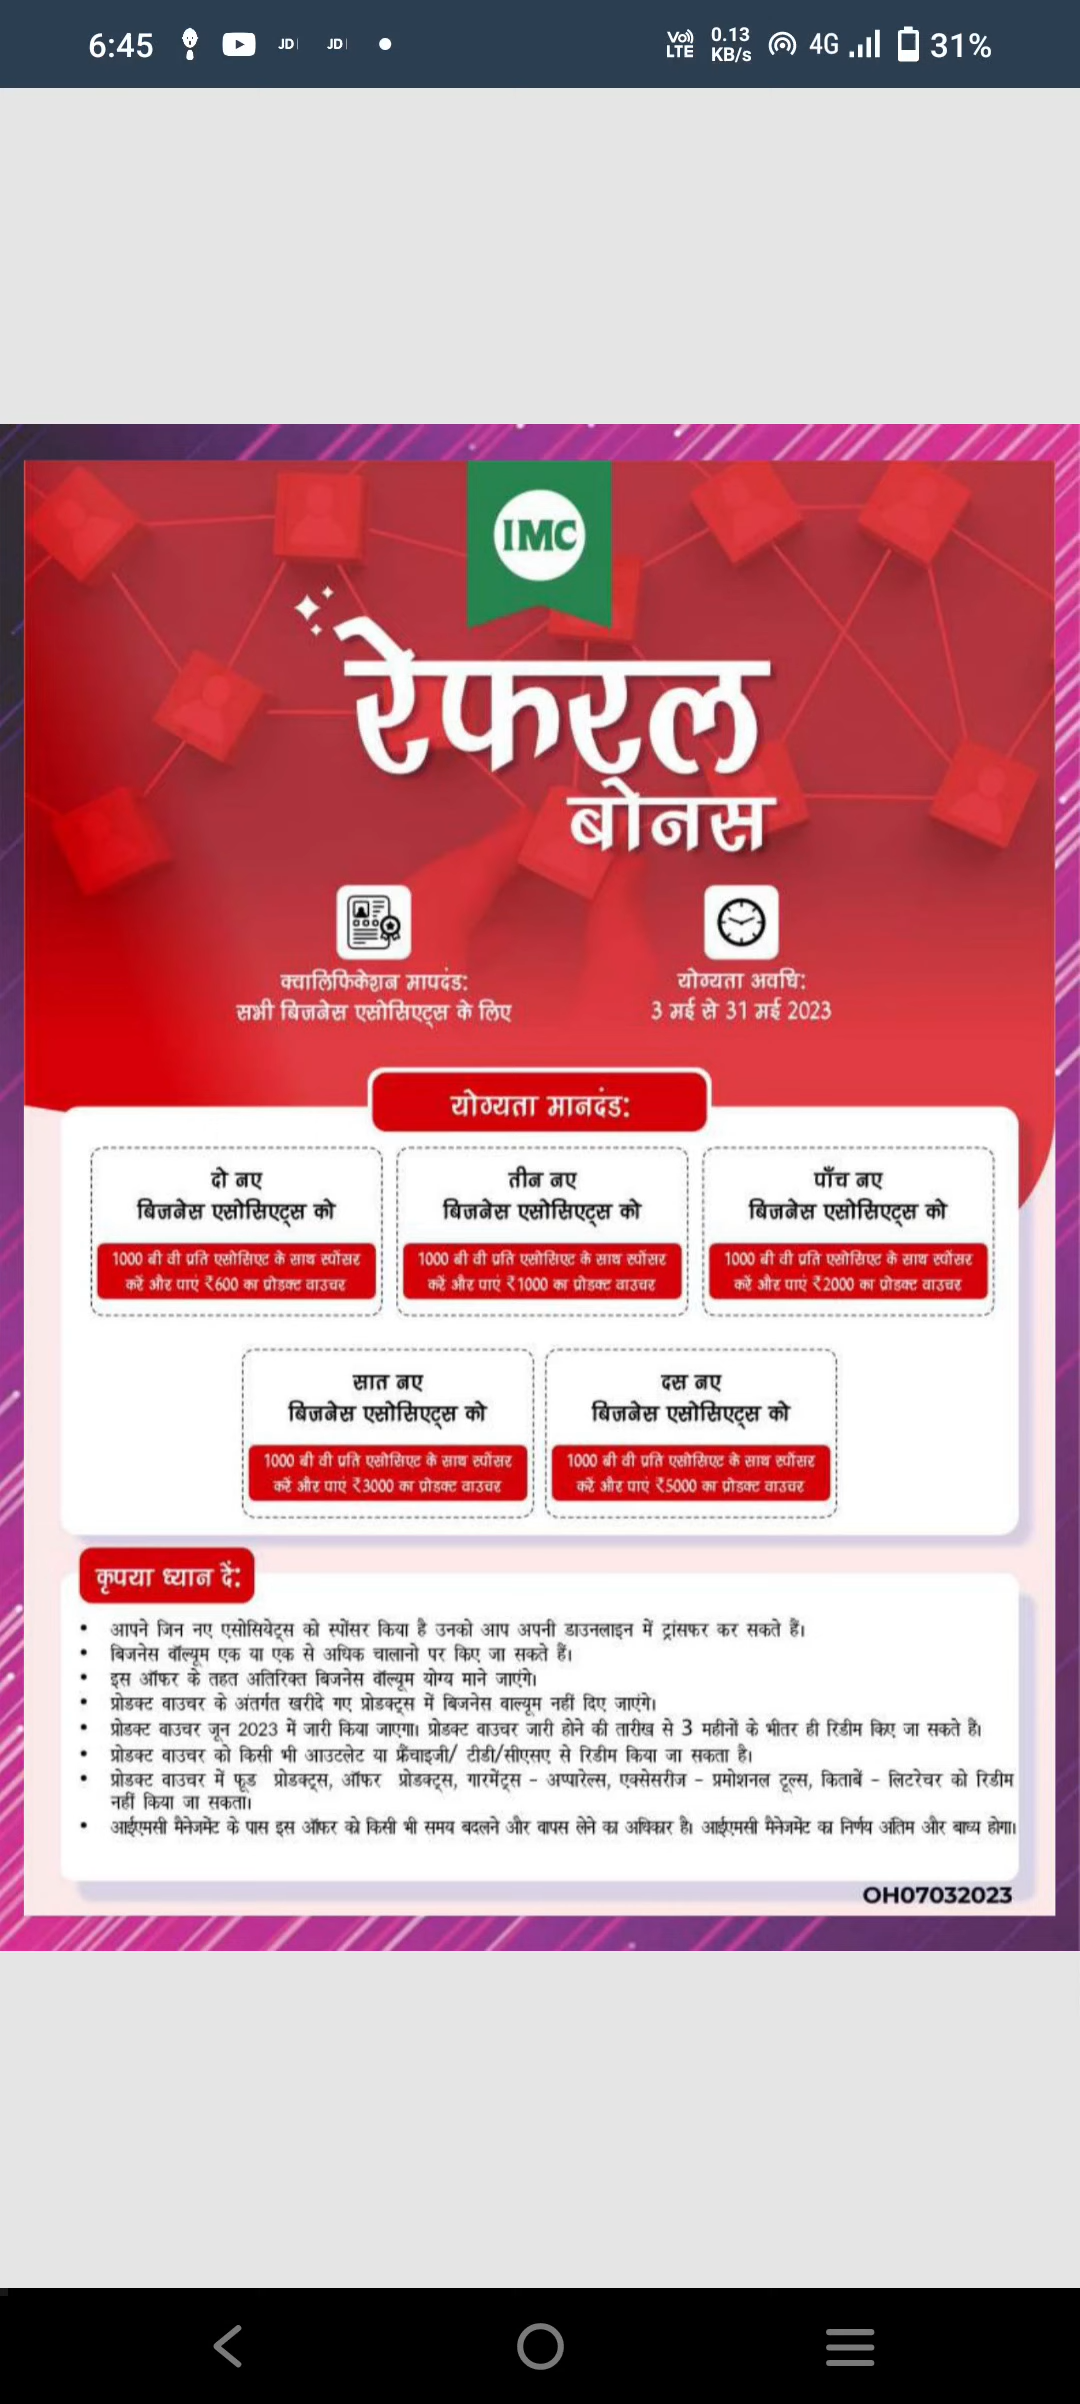 6:45
JD
JD
Vo) LTE
0.13 KB/s
4G
31%
IMC
रेफरल
बोनस
क्वालिफिकेशन मापदंड:
सभी बिजनेस एसोसिएट्स के लिए
योग्यता अवधि:
3 मई से 31 मई 2023
योग्यता मानदंड:
दो नए
बिजनेस एसोसिएट्स को
1000 बी वी प्रति एसोसिएट के साथ स्पोंसर
करें और पाएं ₹600 का प्रोडक्ट वाउचर
तीन नए
बिजनेस एसोसिएट्स को
1000 बी वी प्रति एसोसिएट के साथ स्पोंसर
करें और पाएं ₹1000 का प्रोडक्ट वाउचर
पाँच नए
बिजनेस एसोसिएट्स को
1000 बी वी प्रति एसोसिएट के साथ स्पोंसर
करें और पाएं ₹2000 का प्रोडक्ट वाउचर
सात नए
बिजनेस एसोसिएट्स को
1000 बी वी प्रति एसोसिएट के साथ स्पोंसर
करें और पाएं ₹3000 का प्रोडक्ट वाउचर
दस नए
बिजनेस एसोसिएट्स को
1000 बी वी प्रति एसोसिएट के साथ स्पोंसर
करें और पाएं ₹5000 का प्रोडक्ट वाउचर
कृपया ध्यान दें:
• आपने जिन नए एसोसियेट्स को स्पोंसर किया है उनको आप अपनी डाउनलाइन में ट्रांसफर कर सकते हैं।
• बिजनेस वॉल्यूम एक या एक से अधिक चालानो पर किए जा सकते हैं।
• इस ऑफर के तहत अतिरिक्त बिजनेस वॉल्यूम योग्य माने जाएंगे।
• प्रोडक्ट वाउचर के अंतर्गत खरीदे गए प्रोडक्ट्स में बिजनेस वाल्यूम नहीं दिए जाएंगे।
• प्रोडक्ट वाउचर जून 2023 में जारी किया जाएगा। प्रोडक्ट वाउचर जारी होने की तारीख से 3 महीनों के भीतर ही रिडीम किए जा सकते हैं।
• प्रोडक्ट वाउचर को किसी भी आउटलेट या फ्रैंचाइजी/ टीडी/सीएसए से रिडीम किया जा सकता है।
• प्रोडक्ट वाउचर में फूड प्रोडक्ट्स, ऑफर प्रोडक्ट्स, गारमेंट्स - अप्पारेल्स, एक्सेसरीज - प्रमोशनल टूल्स, किताबें - लिटरेचर को रिडीम
नहीं किया जा सकता।
• आईएमसी मैनेजमेंट के पास इस ऑफर को किसी भी समय बदलने और वापस लेने का अधिकार है। आईएमसी मैनेजमेंट का निर्णय अंतिम और बाध्य होगा।
OH07032023